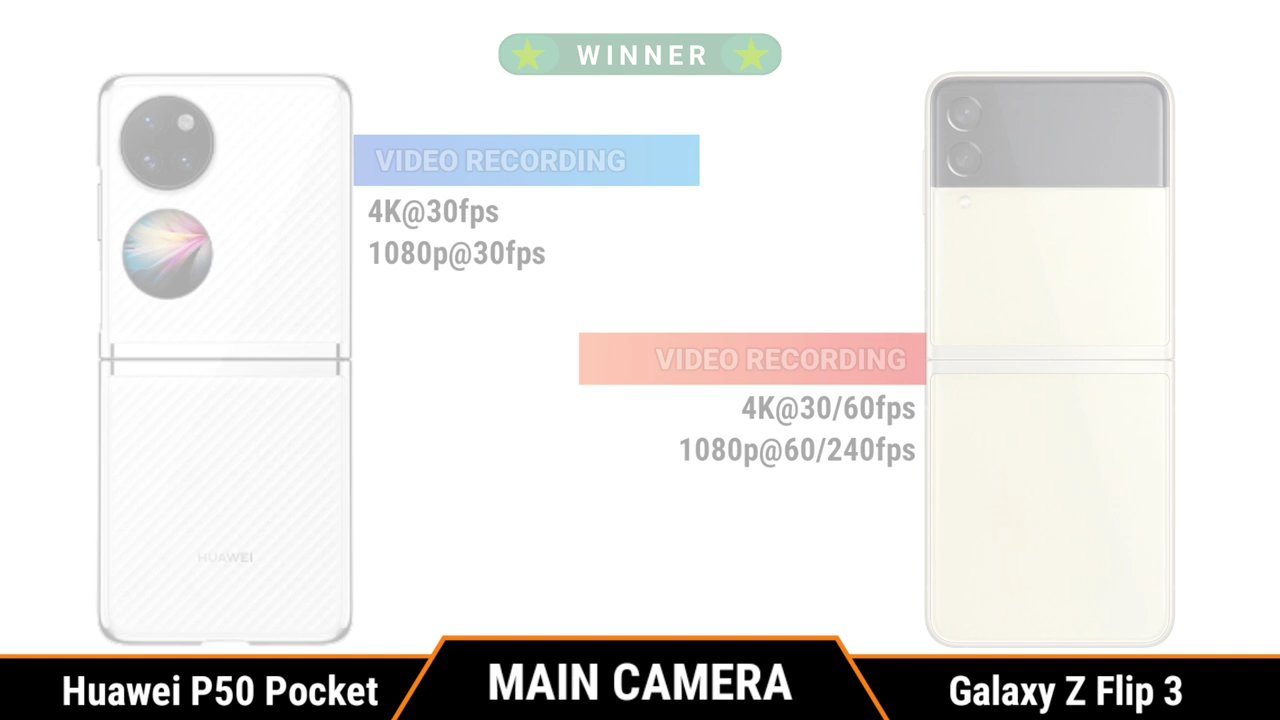 WINNER
VIDEO RECORDING
4K@30fps
1080p@30fps
VIDEO RECORDING
4K@30/60fps
1080p@60/240fps
HUAWEI
Huawei P50 Pocket
MAIN CAMERA
Galaxy Z Flip 3